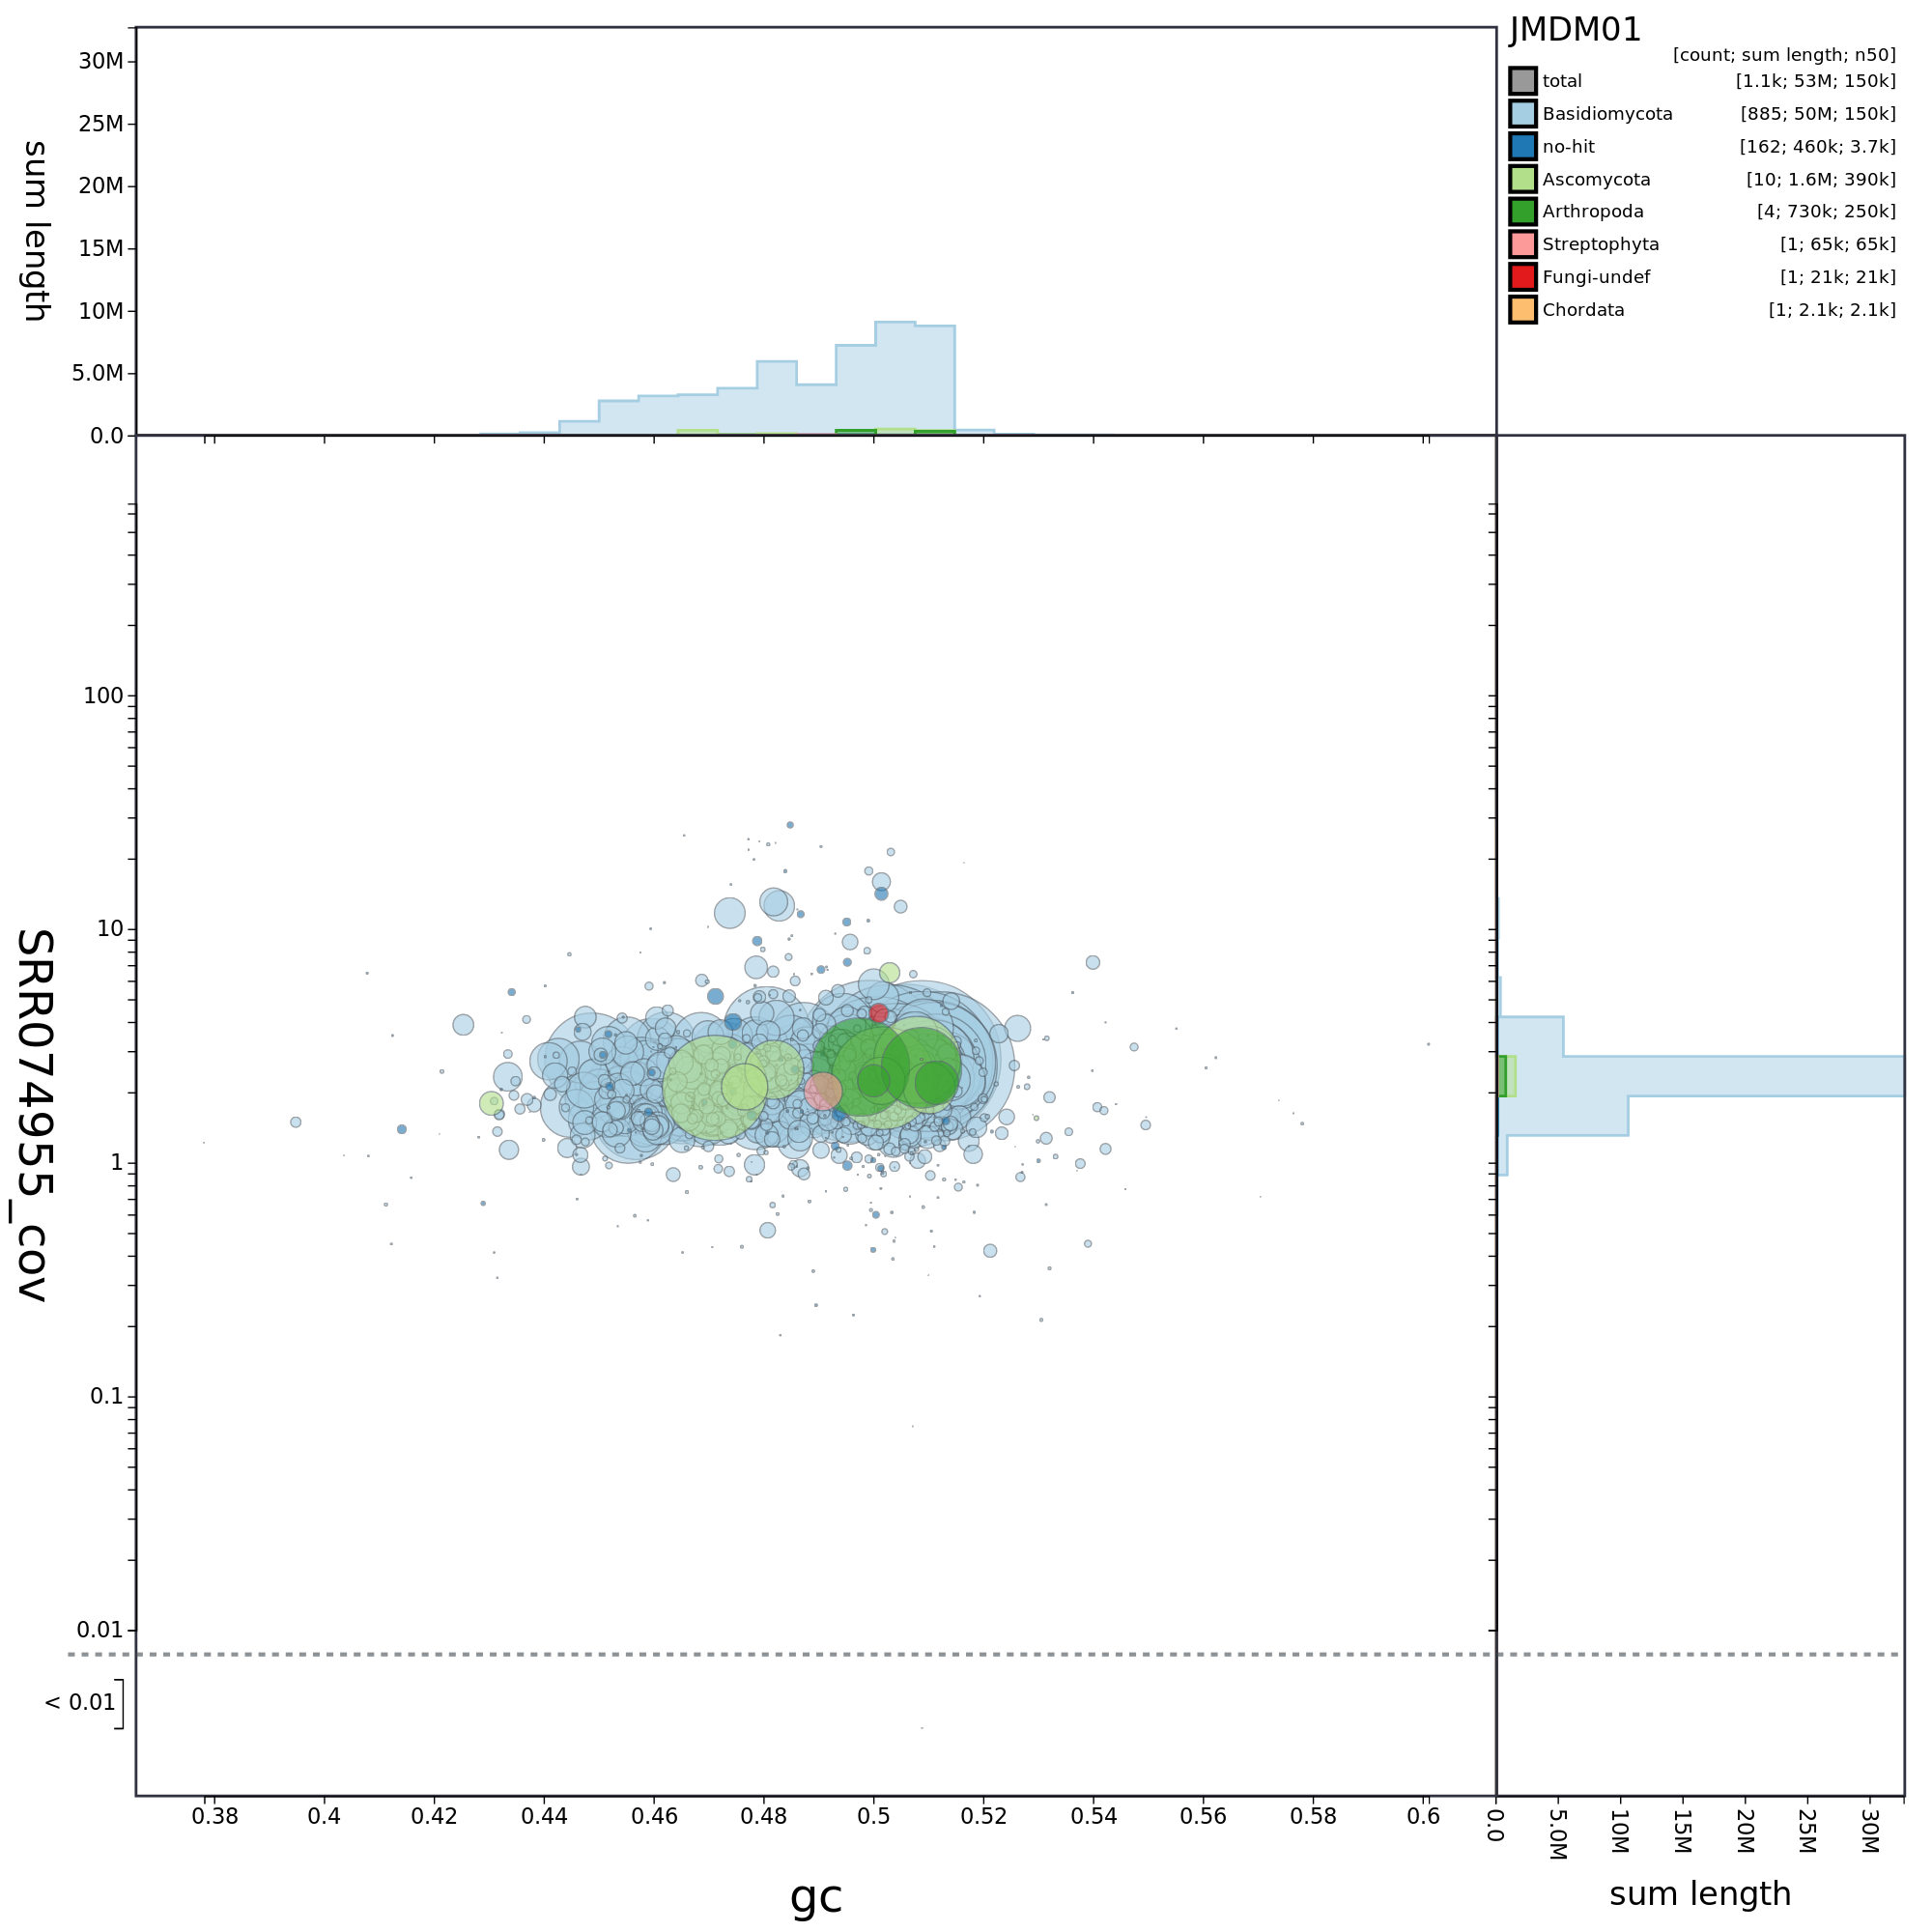 JMDM01
[count; sum length; n50]
total [1.1k; 53M; 150k]
Basidiomycota [885; 50M; 150k]
no-hit [162; 460k; 3.7k]
Ascomycota [10; 1.6M; 390k]
Arthropoda [4; 730k; 250k]
Streptophyta [1; 65k; 65k]
Fungi-undef [1; 21k; 21k]
Chordata [1; 2.1k; 2.1k]
30M
25M
20M
15M
10M
5.0M
0.0
sum length
100
10
1
0.1
0.01
< 0.01
SRR074955_cov
0.38 0.4 0.42 0.44 0.46 0.48 0.5 0.52 0.54 0.56 0.58 0.6
gc
0.0 5.0M 10M 15M 20M 25M 30M
sum length